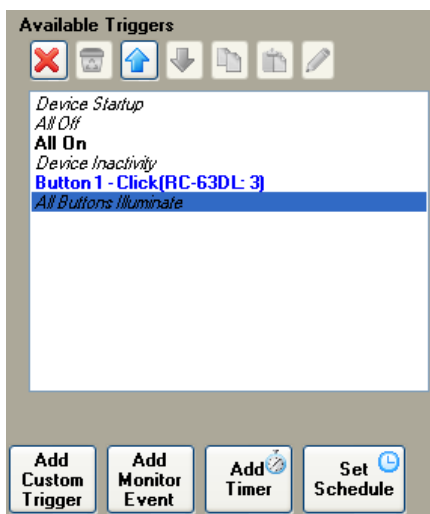 Available Triggers
Device Startup
All Off
All On
Device Inactivity
Button 1 - Click(RC-63DL: 3)
All Buttons Illuminate
Add
Custom
Trigger
Add
Monitor
Event
Add
Timer
Set
Schedule